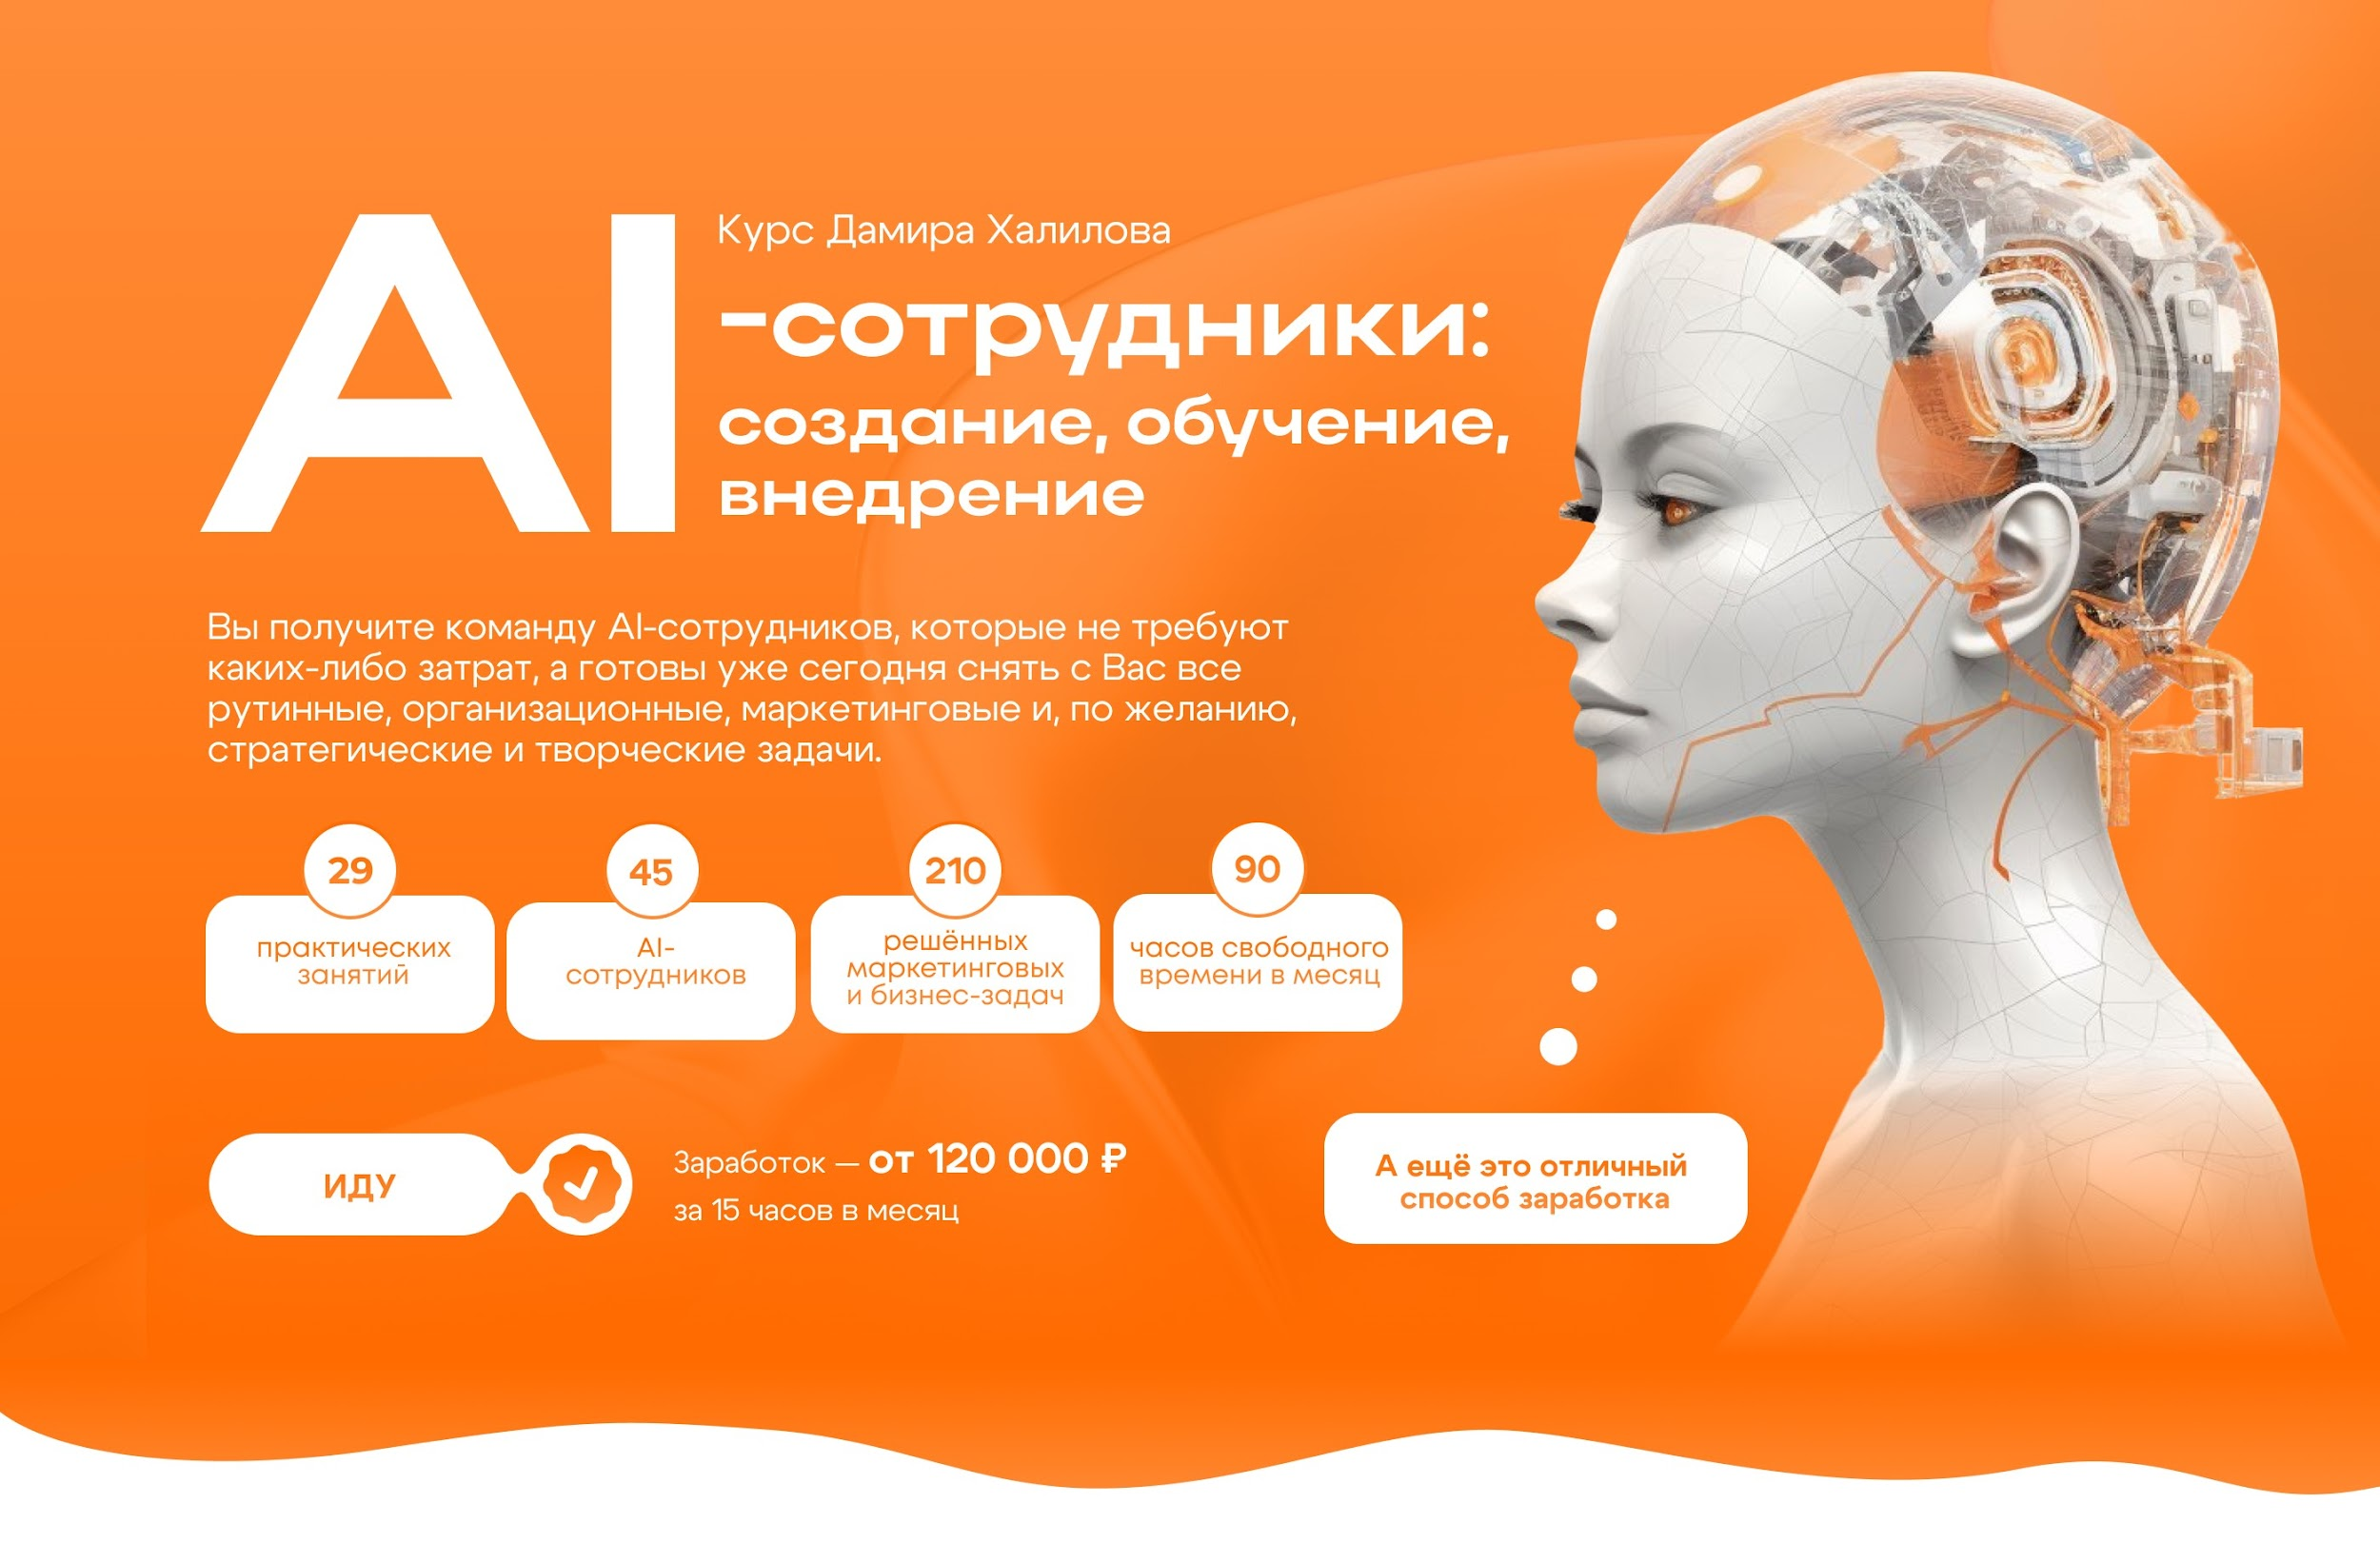 AI
Курс Дамира Халилова
-сотрудники:
создание, обучение,
внедрение
Вы получите команду AI-сотрудников, которые не требуют
каких-либо затрат, а готовы уже сегодня снять с Вас все
рутинные, организационные, маркетинговые и, по желанию,
стратегические и творческие задачи.
29
практических
занятий
45
AI-
сотрудников
210
решённых
маркетинговых
и бизнес-задач
90
часов свободного
времени в месяц
ИДУ
Заработок — от 120 000 ₽
за 15 часов в месяц
А ещё это отличный
способ заработка